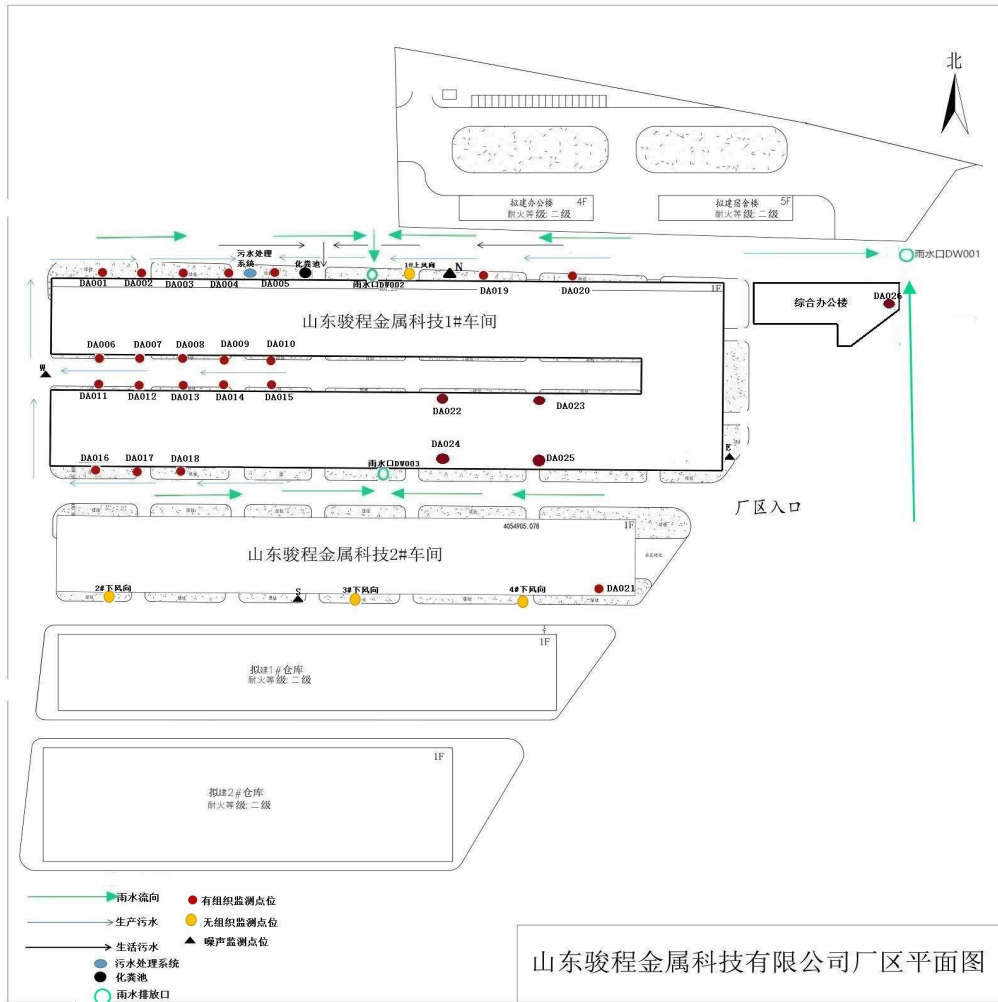 北
拟建办公楼
4F
耐火等级:二级
拟建宿舍楼
5F
耐火等级:二级
雨水口DW001
污水处理
系统
化粪池
1#上风向
N
DA001
DA002
DA003
DA004
DA005
雨水口DW002
DA019
DA020
1F
山东骏程金属科技1#车间
综合办公楼
DA026
DA006
DA007
DA008
DA009
DA010
W
DA011
DA012
DA013
DA014
DA015
DA022
DA023
DA024
DA025
E
DA016
DA017
DA018
雨水口DW003
厂区入口
4054905.078
1F
山东骏程金属科技2#车间
2#下风向
S
3#下风向
4#下风向
DA021
1F
拟建1#仓库
耐火等级:二级
1F
拟建2#仓库
耐火等级:二级
雨水流向
有组织监测点位
生产污水
无组织监测点位
生活污水
噪声监测点位
污水处理系统
化粪池
雨水排放口
山东骏程金属科技有限公司厂区平面图